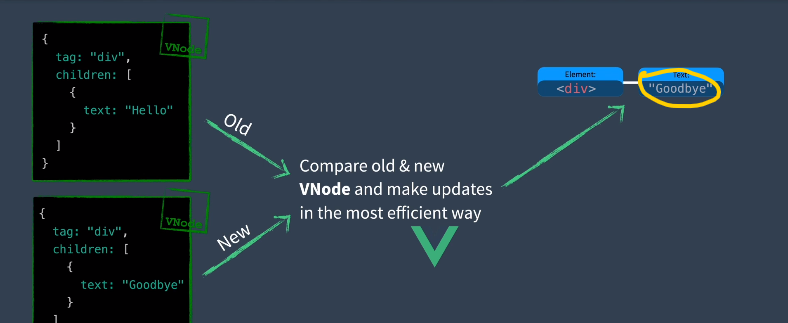 {
tag: "div",
children: [
{
text: "Hello"
}
]
}
VNode
Old
{
tag: "div",
children: [
{
text: "Goodbye"
}
]
VNode
New
Compare old & new
VNode and make updates
in the most efficient way
Element:
<div>
Text:
"Goodbye"